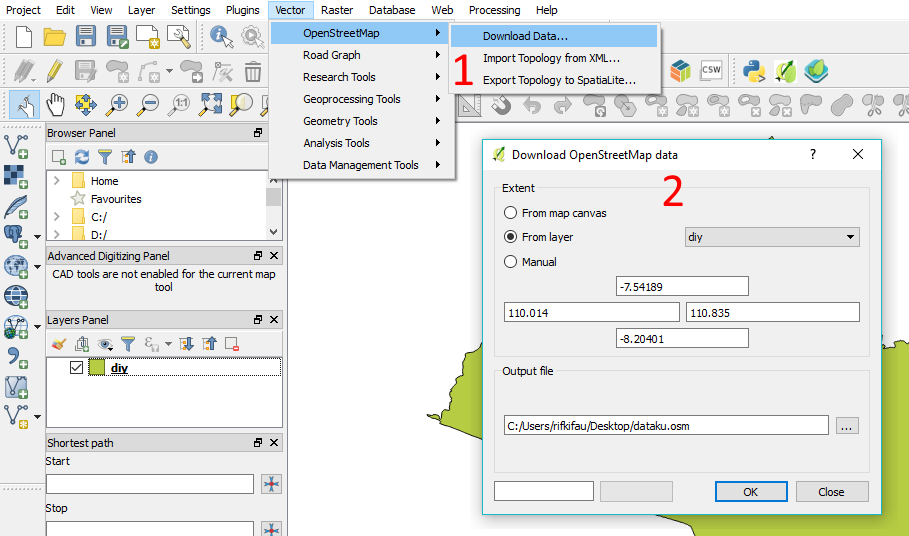 Project Edit View Layer Settings Plugins Vector Raster Database Web Processing Help
OpenStreetMap
Road Graph
Research Tools
Geoprocessing Tools
Geometry Tools
Analysis Tools
Data Management Tools
Download Data...
Import Topology from XML...
Export Topology to SpatiaLite...
1
CSW
1:1
Browser Panel
Home
Favourites
C:/
D:/
Advanced Digitizing Panel
CAD tools are not enabled for the current map
tool
Layers Panel
diy
Shortest path
Start
Stop
Download OpenStreetMap data
?
2
Extent
From map canvas
From layer
diy
Manual
-7.54189
110.014
110.835
-8.20401
Output file
C:/Users/rifkifau/Desktop/dataku.osm
...
OK
Close